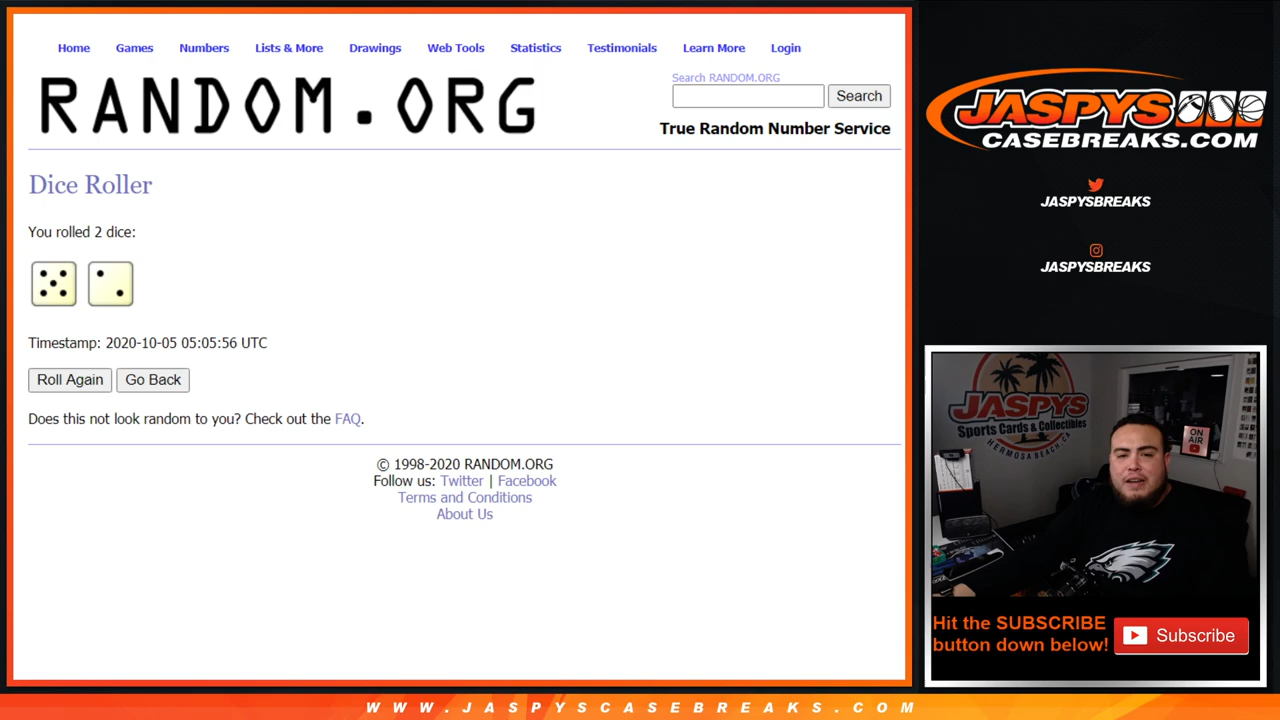 Home Games Numbers Lists & More Drawings Web Tools Statistics Testimonials Learn More Login
RANDOM.ORG
Search RANDOM.ORG
Search
True Random Number Service
Dice Roller
You rolled 2 dice:
Timestamp: 2020-10-05 05:05:56 UTC
Roll Again Go Back
Does this not look random to you? Check out the FAQ.
© 1998-2020 RANDOM.ORG
Follow us: Twitter | Facebook
Terms and Conditions
About Us
JASPYS
CASEBREAKS.COM
JASPYSBREAKS
JASPYSBREAKS
JASPYS
Sports Cards & Collectibles
HERMOSA BEACH, CA
ON
AIR
Hit the SUBSCRIBE
button down below!
Subscribe
WWW.JASPYSCASEBREAKS.COM